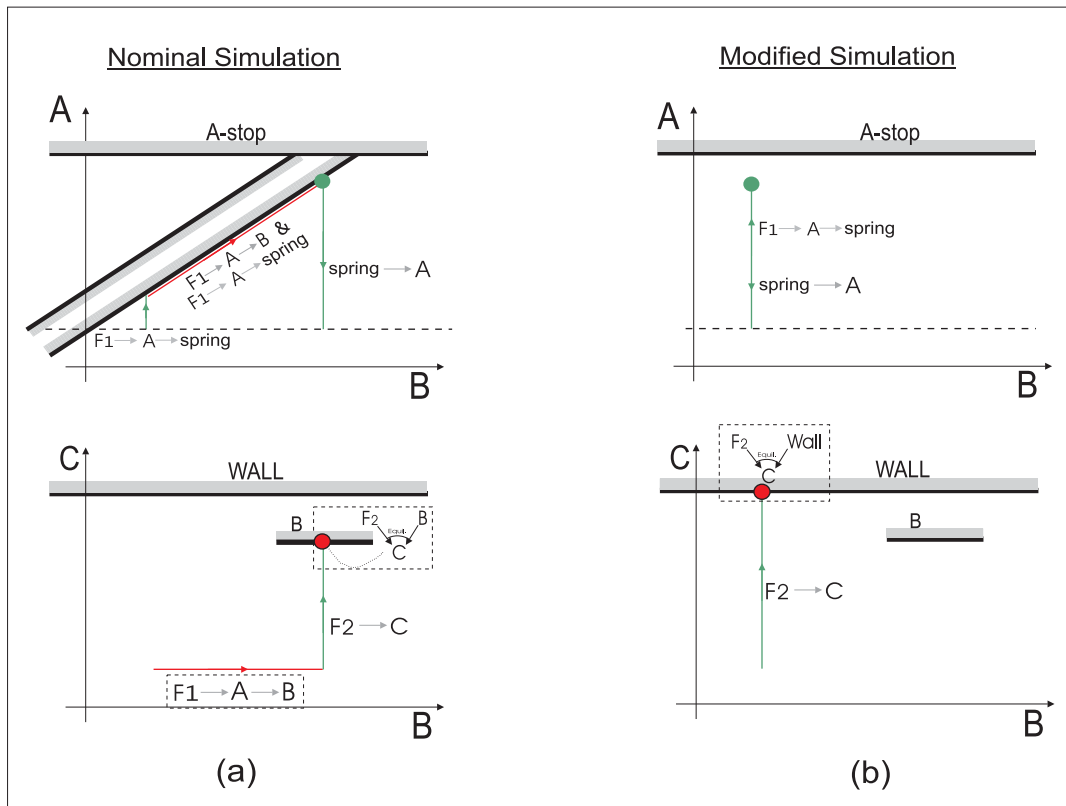 Nominal Simulation
A
A-stop
F1 → A → B &
F1 → A → spring
spring → A
F1 → A → spring
B
C
WALL
B
F2 B
Equil.
C
F2 → C
F1 → A → B
B
(a)
Modified Simulation
A
A-stop
F1 → A → spring
spring → A
B
F2 Wall
Equil.
C
C
WALL
B
F2 → C
B
(b)